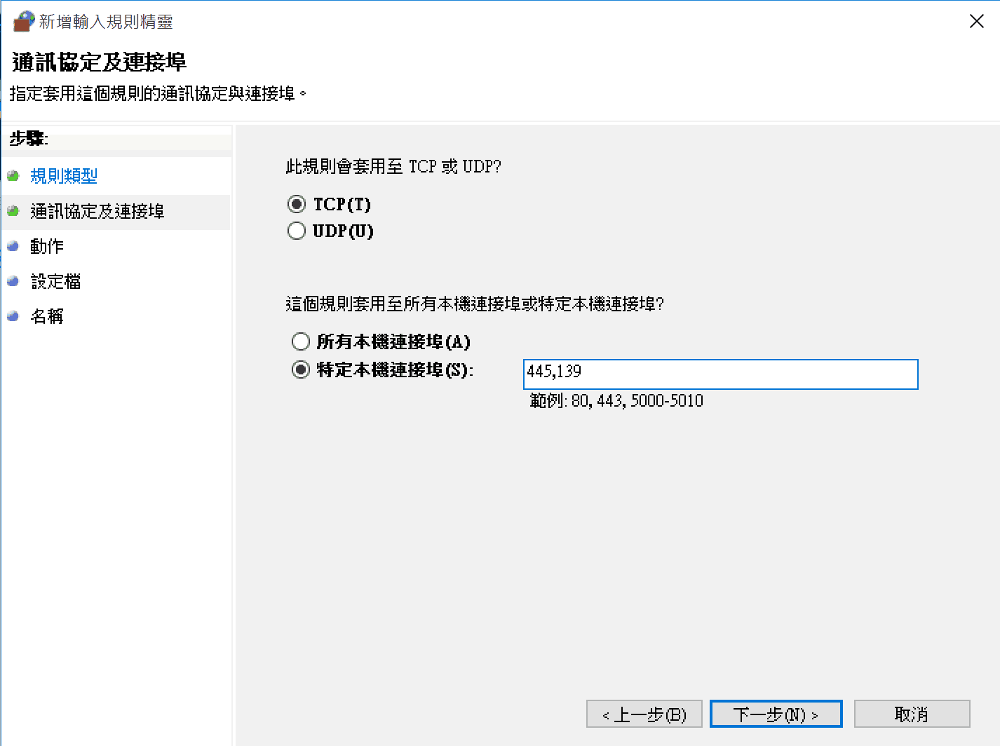 新增輸入規則精靈
通訊協定及連接埠
指定套用這個規則的通訊協定與連接埠。
步驟:
規則類型
通訊協定及連接埠
動作
設定檔
名稱
此規則會套用至 TCP 或 UDP?
TCP(T)
UDP(U)
這個規則套用至所有本機連接埠或特定本機連接埠?
所有本機連接埠(A)
特定本機連接埠(S):
445,139
範例: 80, 443, 5000-5010
< 上一步(B)
下一步(N) >
取消